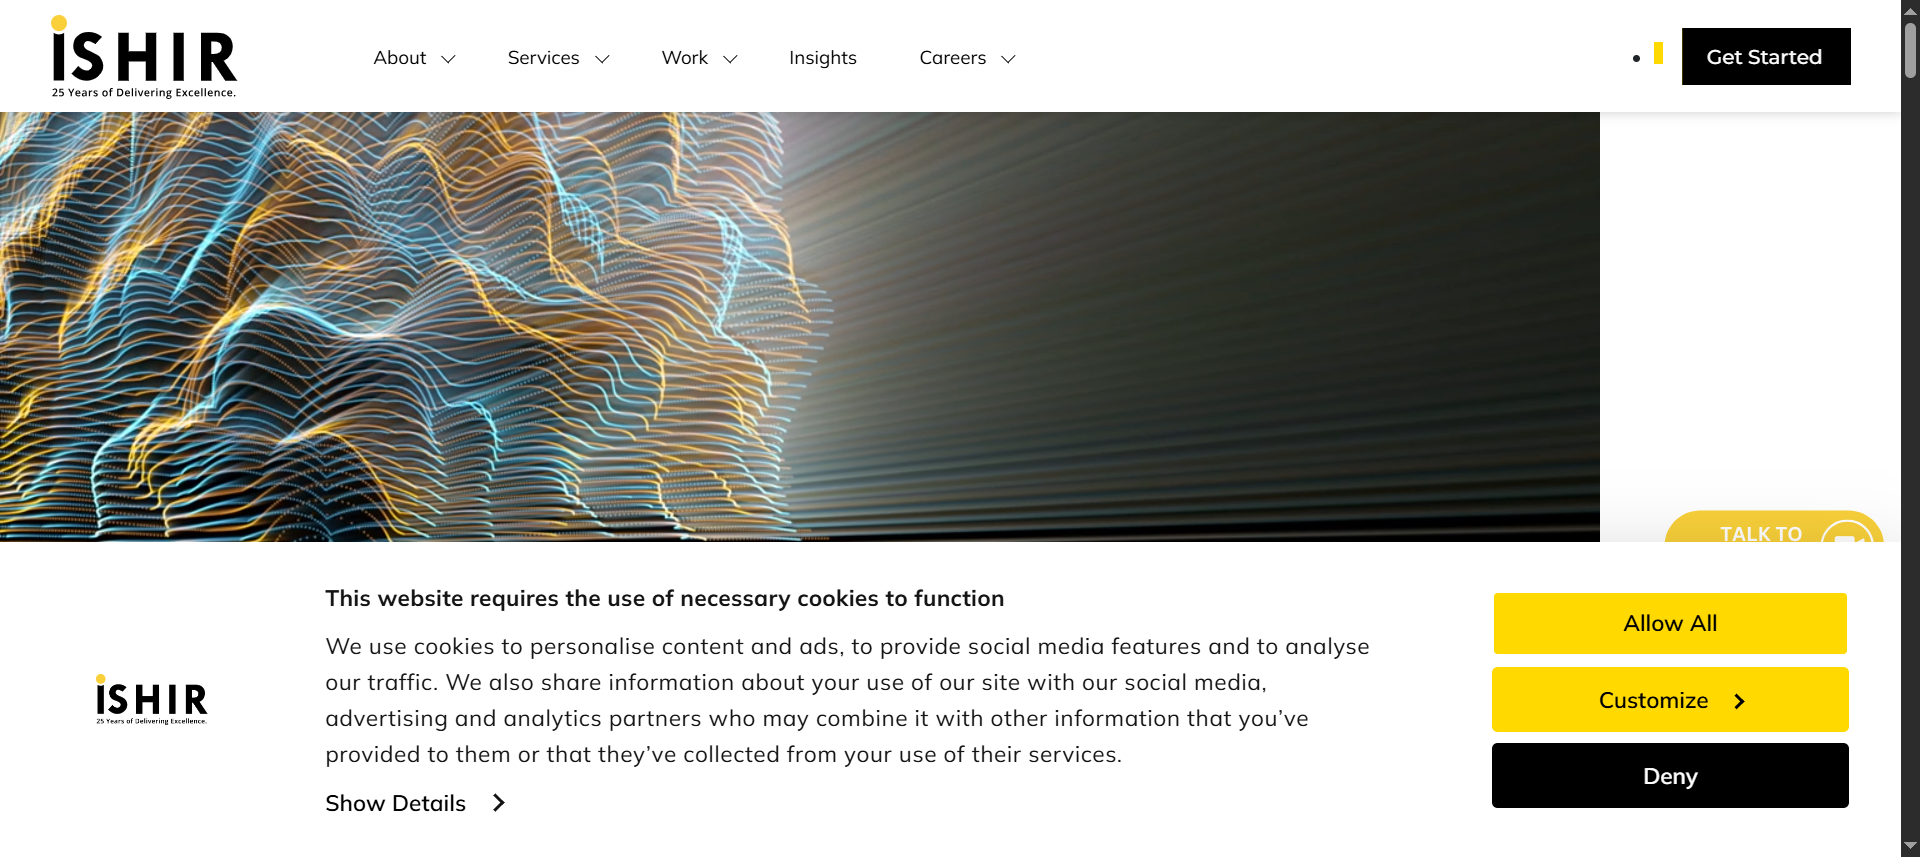 iSHIR
25 Years of Delivering Excellence.
About
Services
Work
Insights
Careers
Get Started
TALK TO
This website requires the use of necessary cookies to function
We use cookies to personalise content and ads, to provide social media features and to analyse
our traffic. We also share information about your use of our site with our social media,
advertising and analytics partners who may combine it with other information that you’ve
provided to them or that they’ve collected from your use of their services.
Show Details
iSHIR
25 Years of Delivering Excellence.
Allow All
Customize
Deny